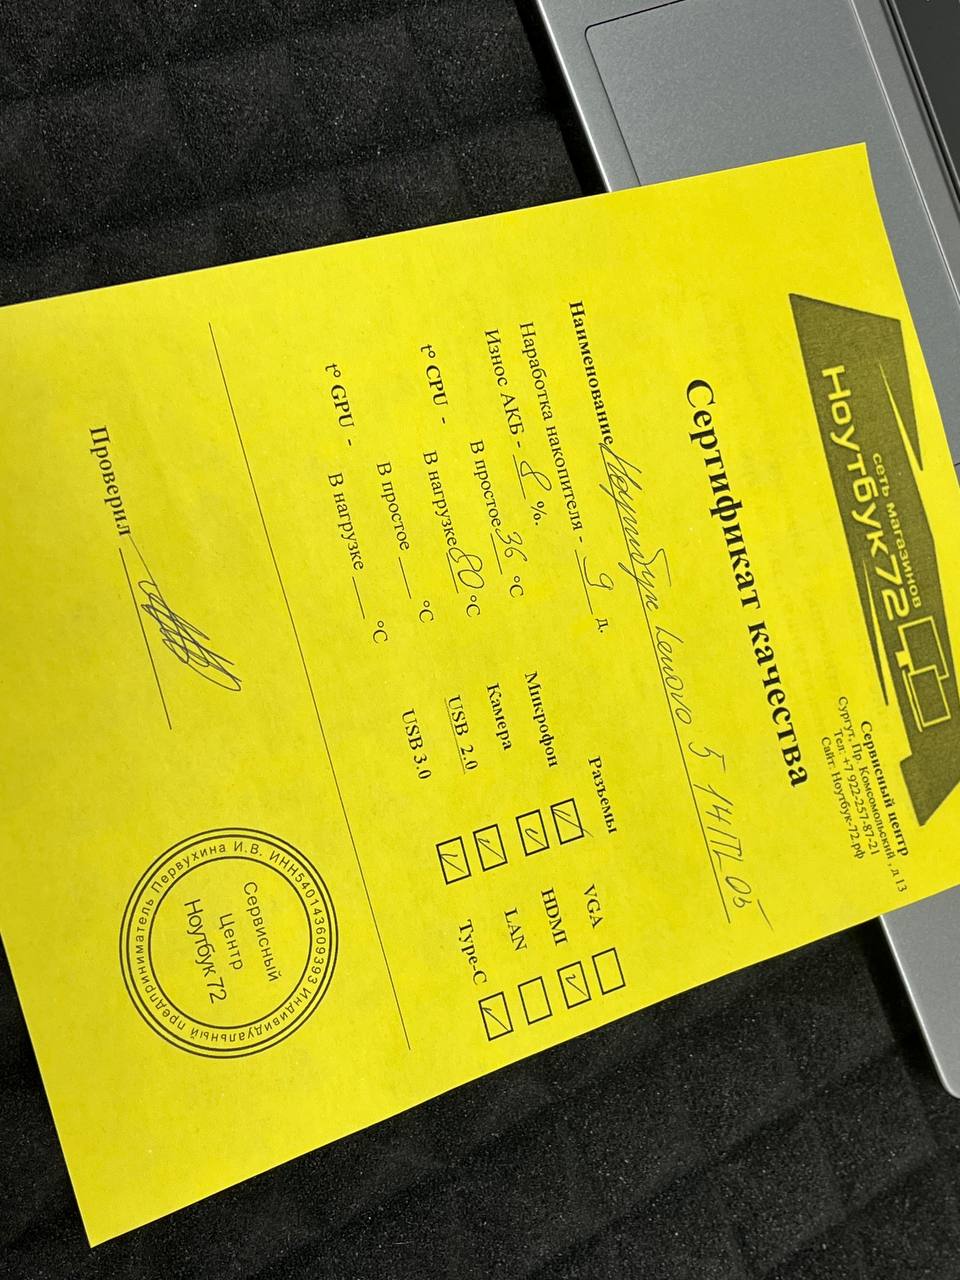 сеть магазинов
Ноутбук72
Сервисный центр
Сургут, Пр. Комсомольский, д 13
Тел: +7 922-257-87-21
Сайт: Ноутбук-72.рф
Сертификат качества
Наименование Ноутбук Lenovo 5 14ITL05
Наработка накопителя - 9 д.
Износ АКБ - 8 %.
t° CPU - В простое 36 °C
В нагрузке 80 °C
t° GPU - В простое ___ °C
В нагрузке ___ °C
Разъемы
Микрофон
Камера
USB 2.0
USB 3.0
VGA
HDMI
LAN
Type-C
Проверил
Индивидуальный предприниматель Первухина И.В. ИНН540143609393
Сервисный
Центр
Ноутбук 72